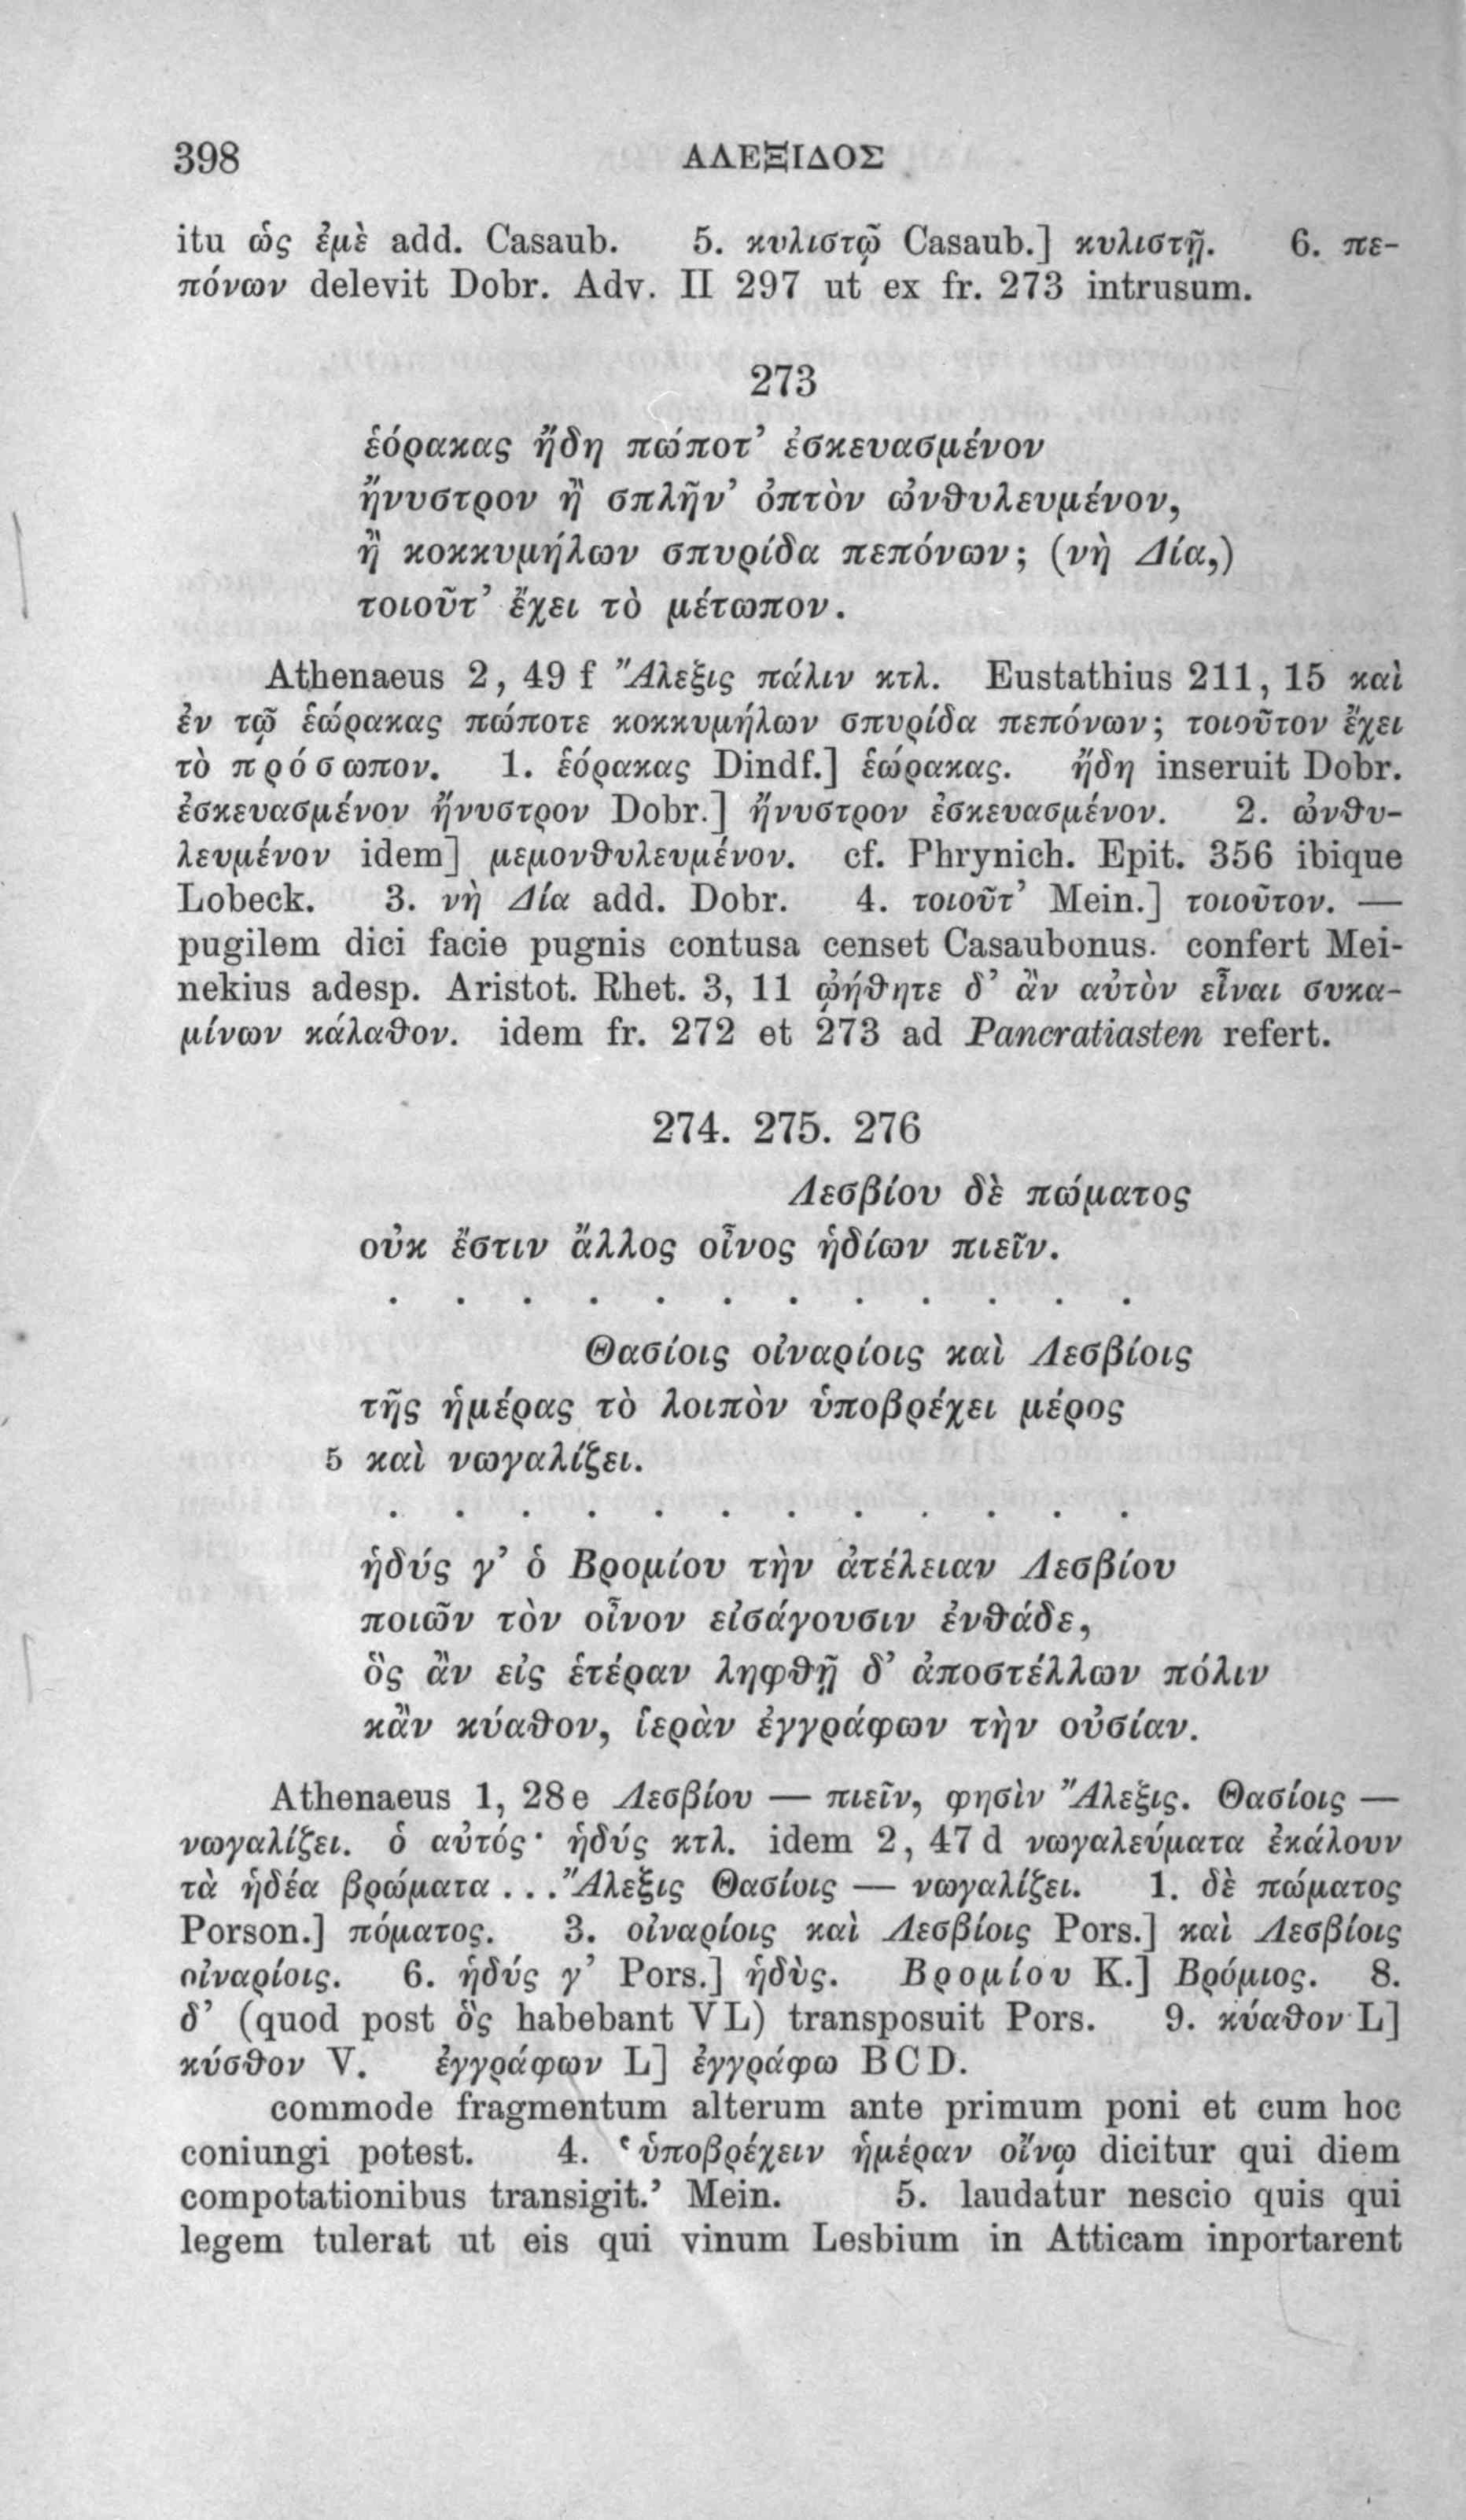 398 ΑΛΕΞΙΔΟΣ
itu ὡς ἐμὲ add. Casaub. 5. κυλιστῷ Casaub.] κυλιστῇ. 6. πε-
πόνων delevit Dobr. Adv. II 297 ut ex fr. 273 intrusum.
273
ἑόρακας ἤδη πώποτ’ ἐσκευασμένον
ἤνυστρον ἢ σπλῆν’ ὀπτὸν ὠνθυλευμένον,
ἢ κοκκυμήλων σπυρίδα πεπόνων; (νὴ Δία,)
τοιοῦτ’ ἔχει τὸ μέτωπον.
Athenaeus 2, 49 f Ἄλεξις πάλιν κτλ. Eustathius 211, 15 καὶ
ἐν τῷ ἑώρακας πώποτε κοκκυμήλων σπυρίδα πεπόνων; τοιοῦτον ἔχει
τὸ πρόσωπον. 1. ἑόρακας Dindf.] ἑώρακας. ἤδη inseruit Dobr.
ἐσκευασμένον ἤνυστρον Dobr.] ἤνυστρον ἐσκευασμένον. 2. ὠνθυ-
λευμένον idem] μεμονθυλευμένον. cf. Phrynich. Epit. 356 ibique
Lobeck. 3. νὴ Δία add. Dobr. 4. τοιοῦτ’ Mein.] τοιοῦτον. —
pugilem dici facie pugnis contusa censet Casaubonus. confert Mei-
nekius adesp. Aristot. Rhet. 3, 11 ᾠήθητε δ’ ἂν αὐτὸν εἶναι συκα-
μίνων κάλαθον. idem fr. 272 et 273 ad Pancratiasten refert.
274. 275. 276
Λεσβίου δὲ πώματος
οὐκ ἔστιν ἄλλος οἶνος ἡδίων πιεῖν.
. . . . . . . . . . . .
Θασίοις οἰναρίοις καὶ Λεσβίοις
τῆς ἡμέρας τὸ λοιπὸν ὑποβρέχει μέρος
5 καὶ νωγαλίζει.
. . . . . . . . . . . .
ἡδύς γ’ ὁ Βρομίου τὴν ἀτέλειαν Λεσβίου
ποιῶν τὸν οἶνον εἰσάγουσιν ἐνθάδε,
ὃς ἂν εἰς ἑτέραν ληφθῇ δ’ ἀποστέλλων πόλιν
κἂν κύαθον, ἱερὰν ἐγγράφων τὴν οὐσίαν.
Athenaeus 1, 28 e Λεσβίου — πιεῖν, φησὶν Ἄλεξις. Θασίοις —
νωγαλίζει. ὁ αὐτός· ἡδύς κτλ. idem 2, 47 d νωγαλεύματα ἐκάλουν
τὰ ἡδέα βρώματα . . . Ἄλεξις Θασίοις — νωγαλίζει. 1. δὲ πώματος
Porson.] πόματος. 3. οἰναρίοις καὶ Λεσβίοις Pors.] καὶ Λεσβίοις
οἰναρίοις. 6. ἡδύς γ’ Pors.] ἡδὺς. Βρομίου K.] Βρόμιος. 8.
δ’ (quod post ὃς habebant VL) transposuit Pors. 9. κύαθον L]
κύσθον V. ἐγγράφων L] ἐγγράφω BCD.
commode fragmentum alterum ante primum poni et cum hoc
coniungi potest. 4. ‘ὑποβρέχειν ἡμέραν οἴνῳ dicitur qui diem
compotationibus transigit.’ Mein. 5. laudatur nescio quis qui
legem tulerat ut eis qui vinum Lesbium in Atticam inportarent